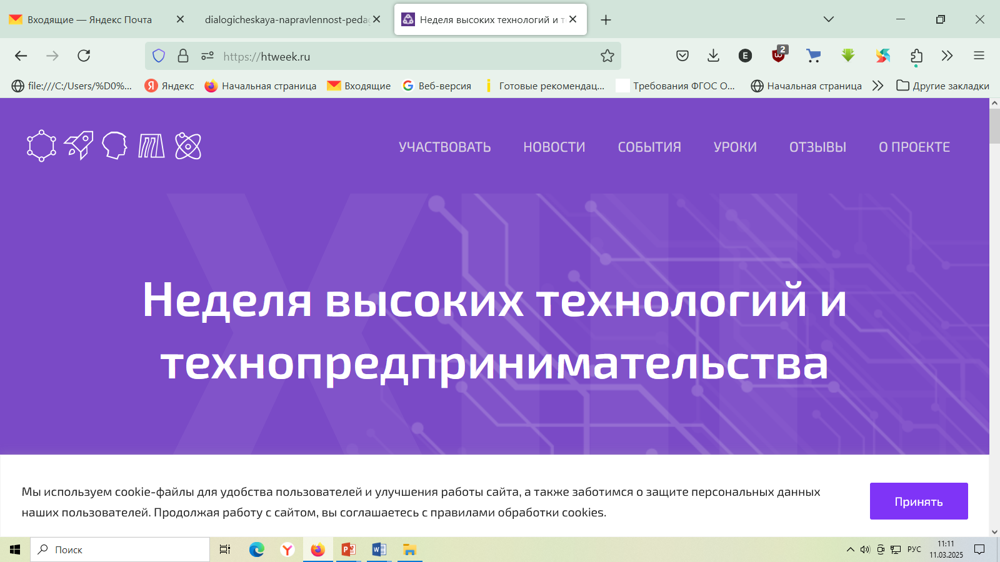 Входящие — Яндекс Почта
dialogicheskaya-napravlennost-peda
Неделя высоких технологий и т
https://htweek.ru
E
2
file:///C:/Users/%D0%...
Яндекс
Начальная страница
Входящие
Веб-версия
Готовые рекомендац...
Требования ФГОС О...
Начальная страница
Другие закладки
УЧАСТВОВАТЬ
НОВОСТИ
СОБЫТИЯ
УРОКИ
ОТЗЫВЫ
О ПРОЕКТЕ
Неделя высоких технологий и
технопредпринимательства
Мы используем cookie-файлы для удобства пользователей и улучшения работы сайта, а также заботимся о защите персональных данных
наших пользователей. Продолжая работу с сайтом, вы соглашаетесь с правилами обработки cookies.
Принять
Поиск
РУС
11:11
11.03.2025